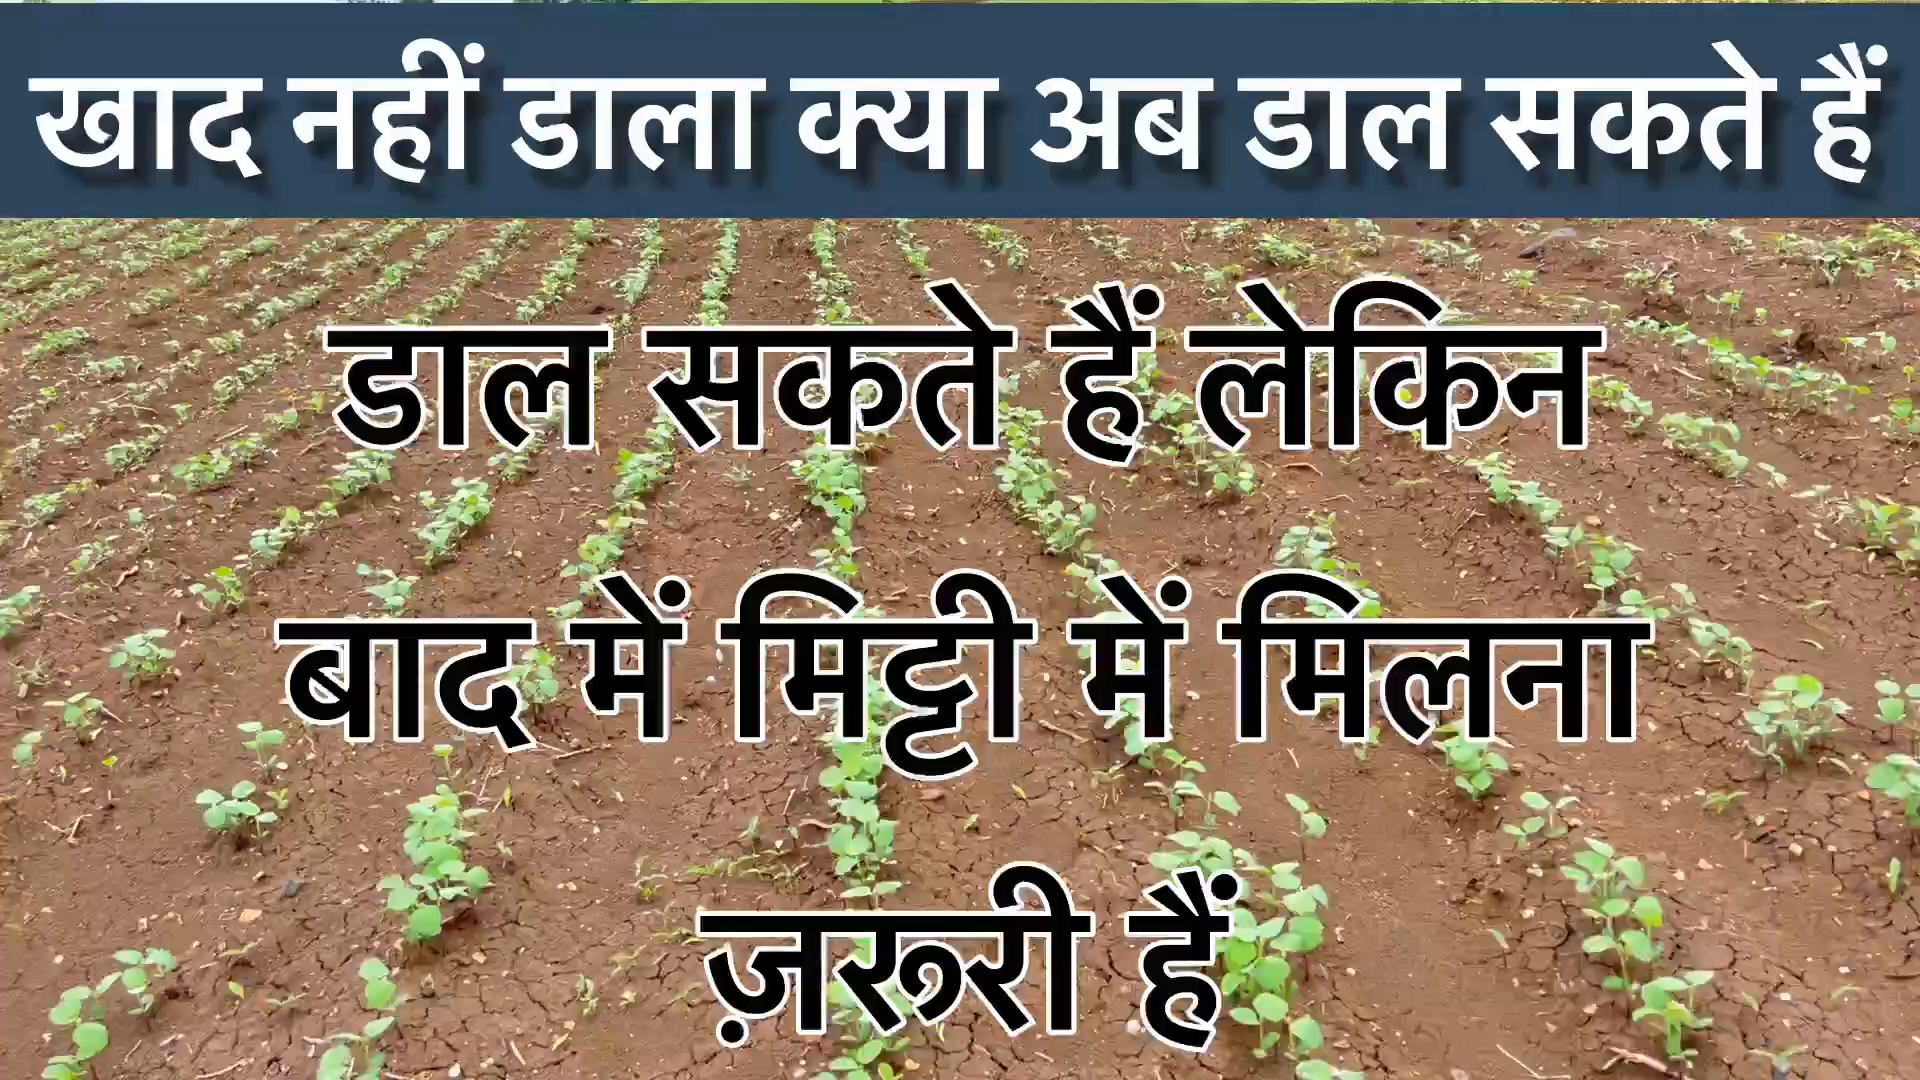 खाद नहीं डाला क्या अब डाल सकते हैं
डाल सकते हैं लेकिन
बाद में मिट्टी में मिलना
ज़रूरी हैं